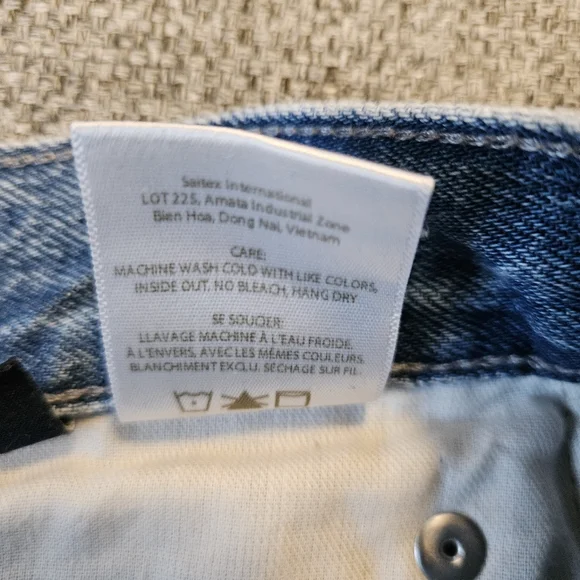 Saitex International
LOT 225, Amata Industrial Zone
Bien Hoa, Dong Nai, Vietnam
CARE:
MACHINE WASH COLD WITH LIKE COLORS,
INSIDE OUT. NO BLEACH, HANG DRY
SE SOUCIER:
LLAVAGE MACHINE À L'EAU FROIDE,
À L'ENVERS, AVEC LES MÊMES COULEURS.
BLANCHIMENT EXCLU. SÉCHAGE SUR FIL.